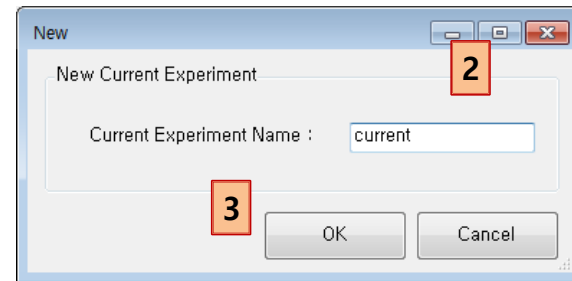 New
2
New Current Experiment
Current Experiment Name : current
3
OK Cancel